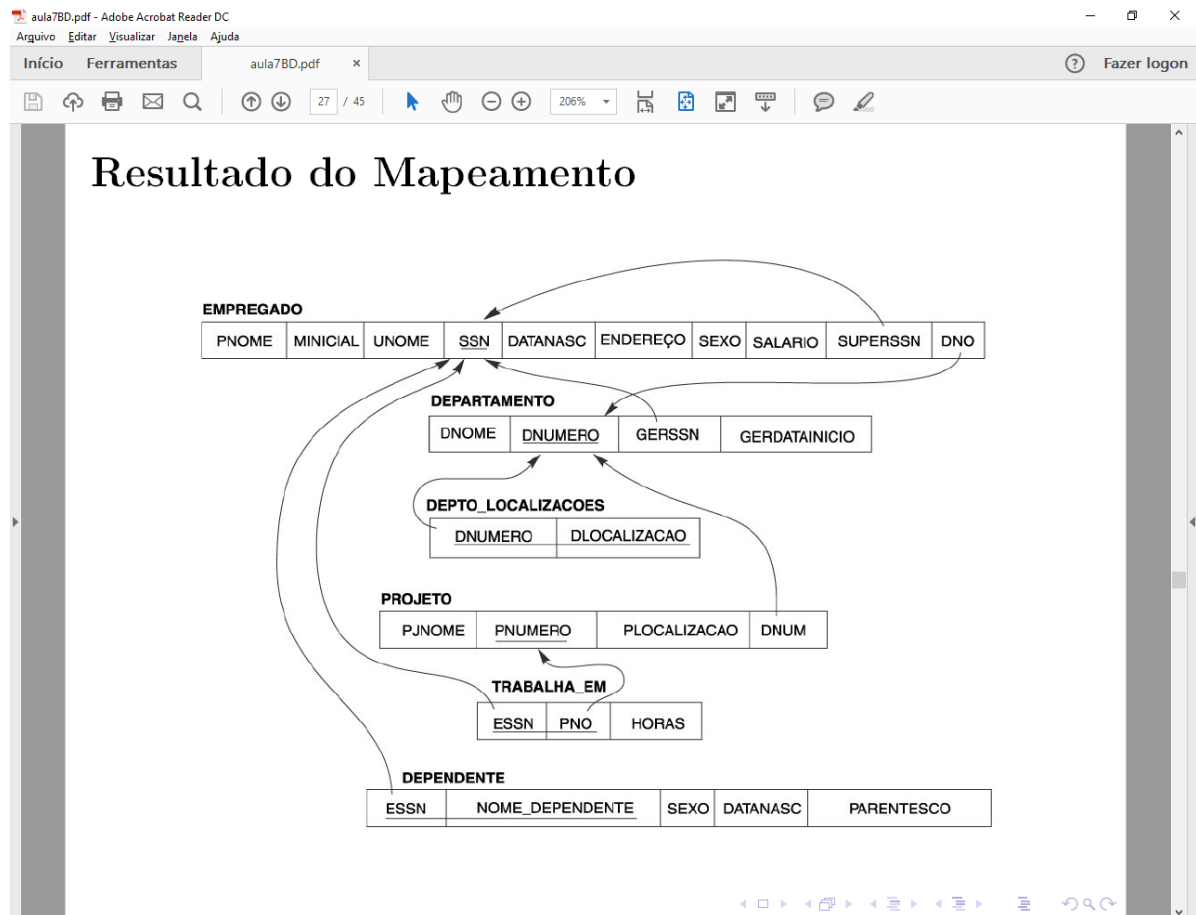 aula7BD.pdf - Adobe Acrobat Reader DC
Arquivo Editar Visualizar Janela Ajuda
Início Ferramentas aula7BD.pdf × ? Fazer logon
27 / 45 206%
Resultado do Mapeamento
EMPREGADO
PNOME MINICIAL UNOME SSN DATANASC ENDEREÇO SEXO SALARIO SUPERSSN DNO
DEPARTAMENTO
DNOME DNUMERO GERSSN GERDATAINICIO
DEPTO_LOCALIZACOES
DNUMERO DLOCALIZACAO
PROJETO
PJNOME PNUMERO PLOCALIZACAO DNUM
TRABALHA_EM
ESSN PNO HORAS
DEPENDENTE
ESSN NOME_DEPENDENTE SEXO DATANASC PARENTESCO